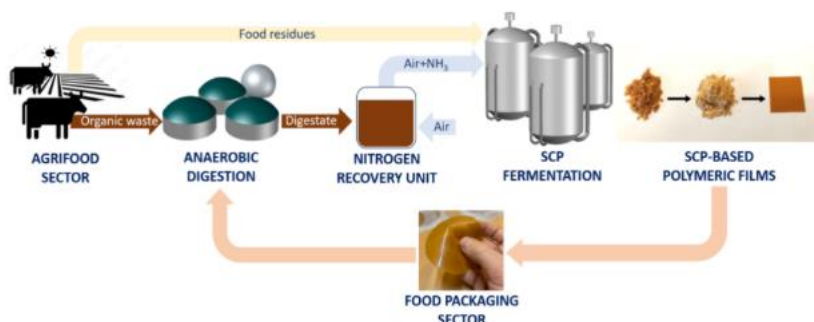 Food residues
Air+NH3
Organic waste
Digestate
Air
AGRIFOOD
SECTOR
ANAEROBIC
DIGESTION
NITROGEN
RECOVERY UNIT
SCP
FERMENTATION
SCP-BASED
POLYMERIC FILMS
FOOD PACKAGING
SECTOR